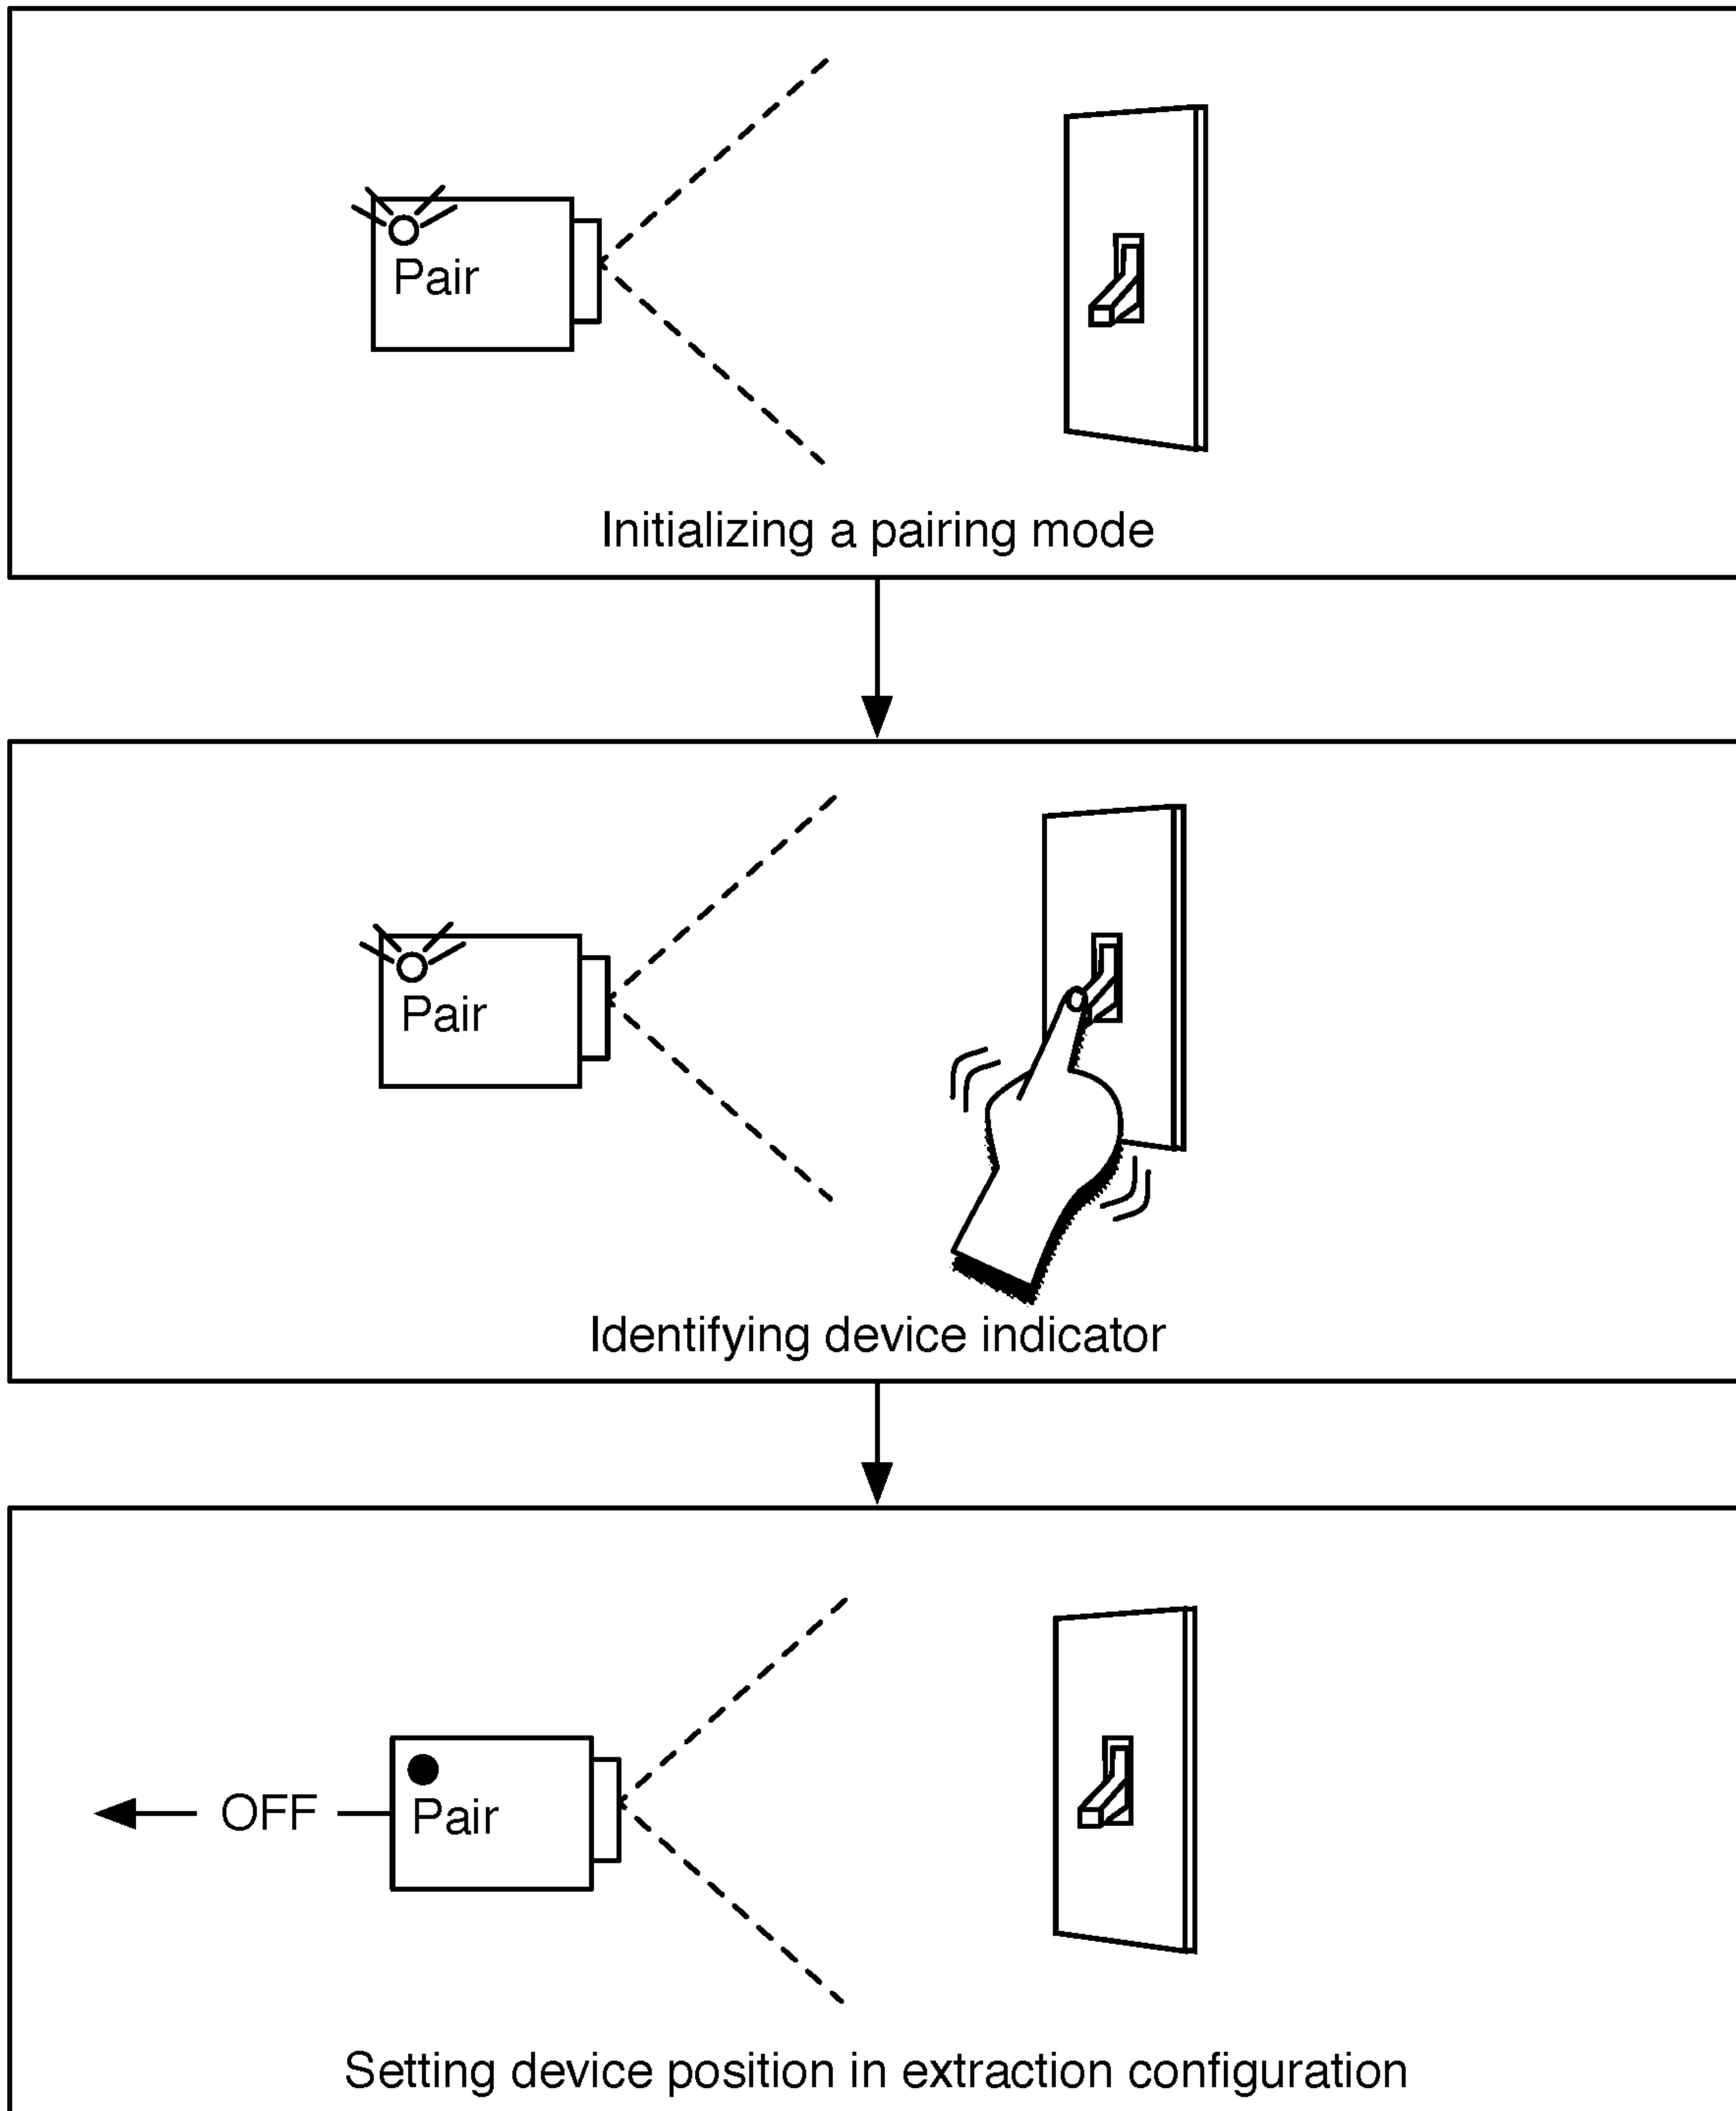 Pair
Initializing a pairing mode
Pair
Identifying device indicator
OFF
Pair
Setting device position in extraction configuration